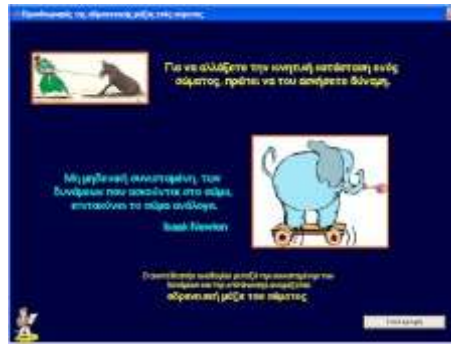 Προσδιορισμός της αδρανειακής μάζας ενός σώματος
Για να αλλάξετε την κινητική κατάσταση ενός
σώματος, πρέπει να του ασκήσετε δύναμη.
Μη μηδενική συνισταμένη, των
δυνάμεων που ασκούνται στο σώμα,
επιταχύνει το σώμα ανάλογα.
Isaak Newton
Ο συντελεστής αναλογίας μεταξύ της συνισταμένης των
δυνάμεων και της επιτάχυνσης ονομάζεται
αδρανειακή μάζα του σώματος